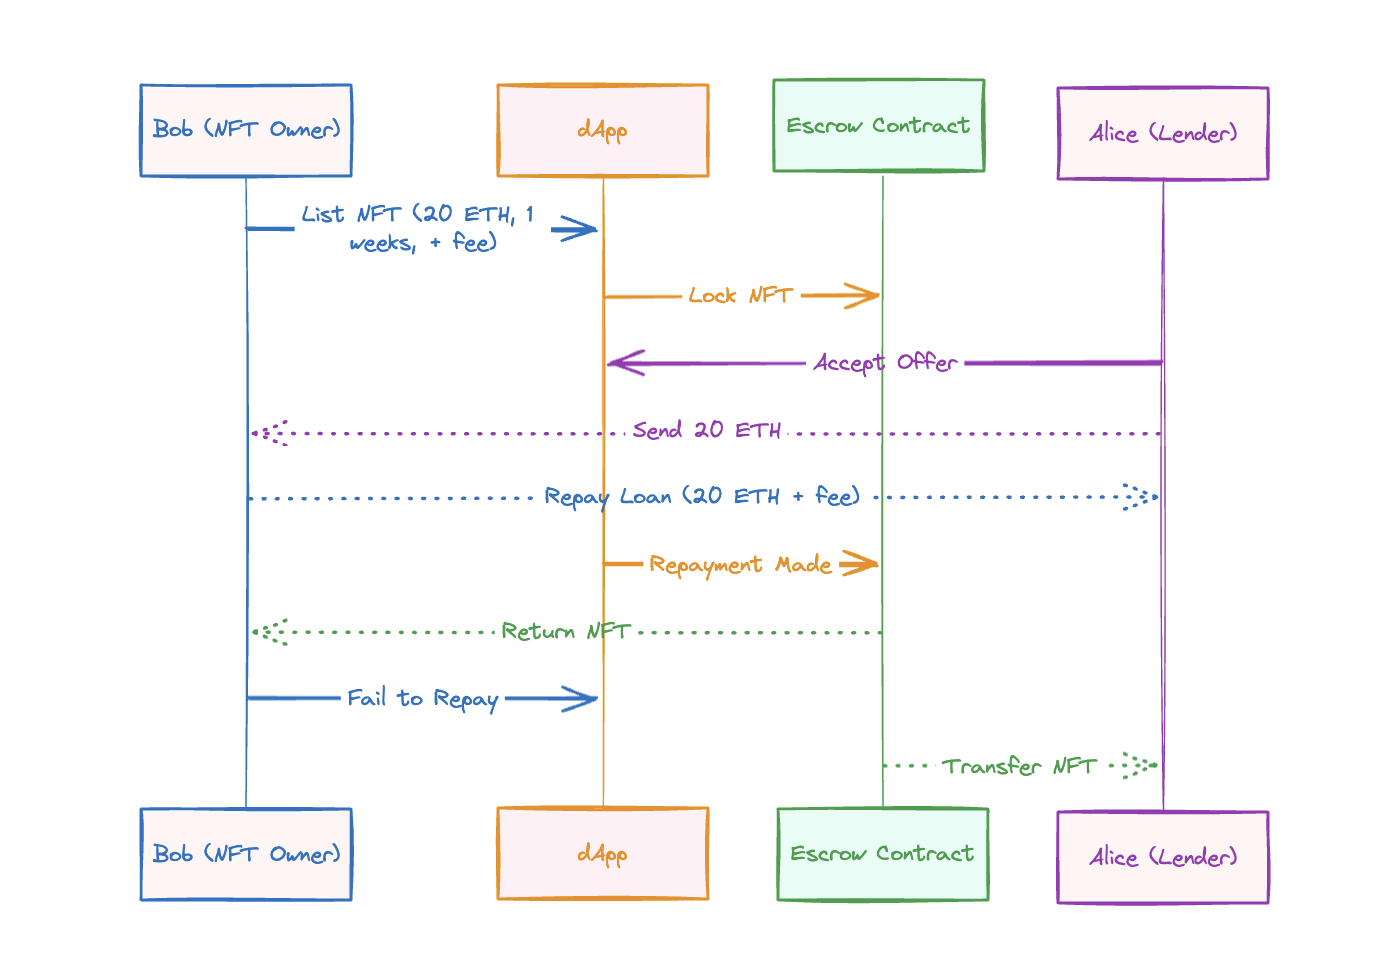 Bob (NFT Owner)
dApp
Escrow Contract
Alice (Lender)
List NFT (20 ETH, 1
weeks, + fee)
Lock NFT
Accept Offer
Send 20 ETH
Repay Loan (20 ETH + fee)
Repayment Made
Return NFT
Fail to Repay
Transfer NFT
Bob (NFT Owner)
dApp
Escrow Contract
Alice (Lender)